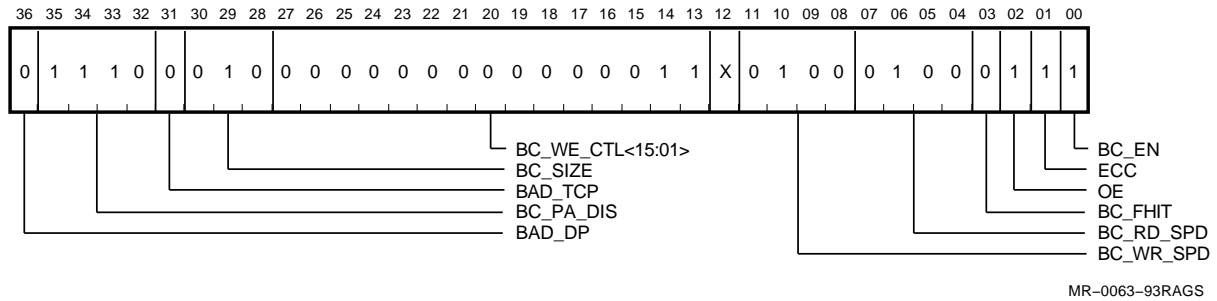 36 35 34 33 32 31 30 29 28 27 26 25 24 23 22 21 20 19 18 17 16 15 14 13 12 11 10 09 08 07 06 05 04 03 02 01 00
0 1 1 1 0 0 0 1 0 0 0 0 0 0 0 0 0 0 0 0 0 0 1 1 X 0 1 0 0 0 1 0 0 0 1 1 1
BC_WE_CTL<15:01> BC_EN
BC_SIZE ECC
BAD_TCP OE
BC_PA_DIS BC_FHIT
BAD_DP BC_RD_SPD
BC_WR_SPD
MR−0063−93RAGS